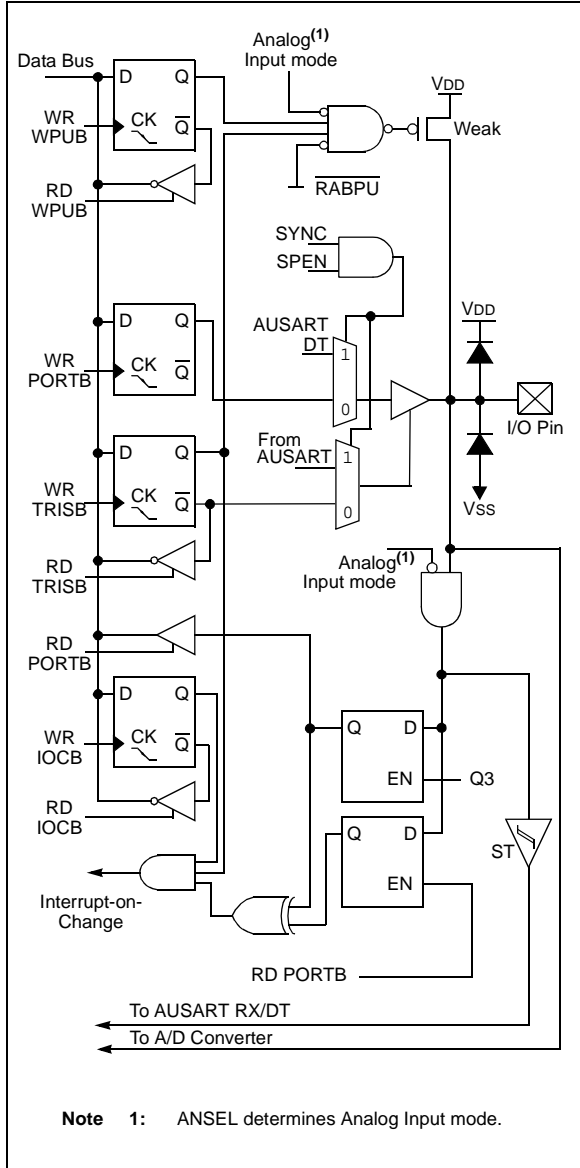 Analog(1)
Input mode
Data Bus
D Q
VDD
WR
WPUB
CK Q
Weak
RD
WPUB
RABPU
SYNC
SPEN
D Q
AUSART
DT
1
VDD
WR
PORTB
CK Q
0
I/O Pin
D Q
From
AUSART
1
WR
TRISB
CK Q
0
VSS
Analog(1)
Input mode
RD
TRISB
RD
PORTB
D Q
Q D
WR
IOCB
CK Q
EN
Q3
RD
IOCB
Q D
ST
EN
Interrupt-on-
Change
RD PORTB
To AUSART RX/DT
To A/D Converter
Note 1: ANSEL determines Analog Input mode.